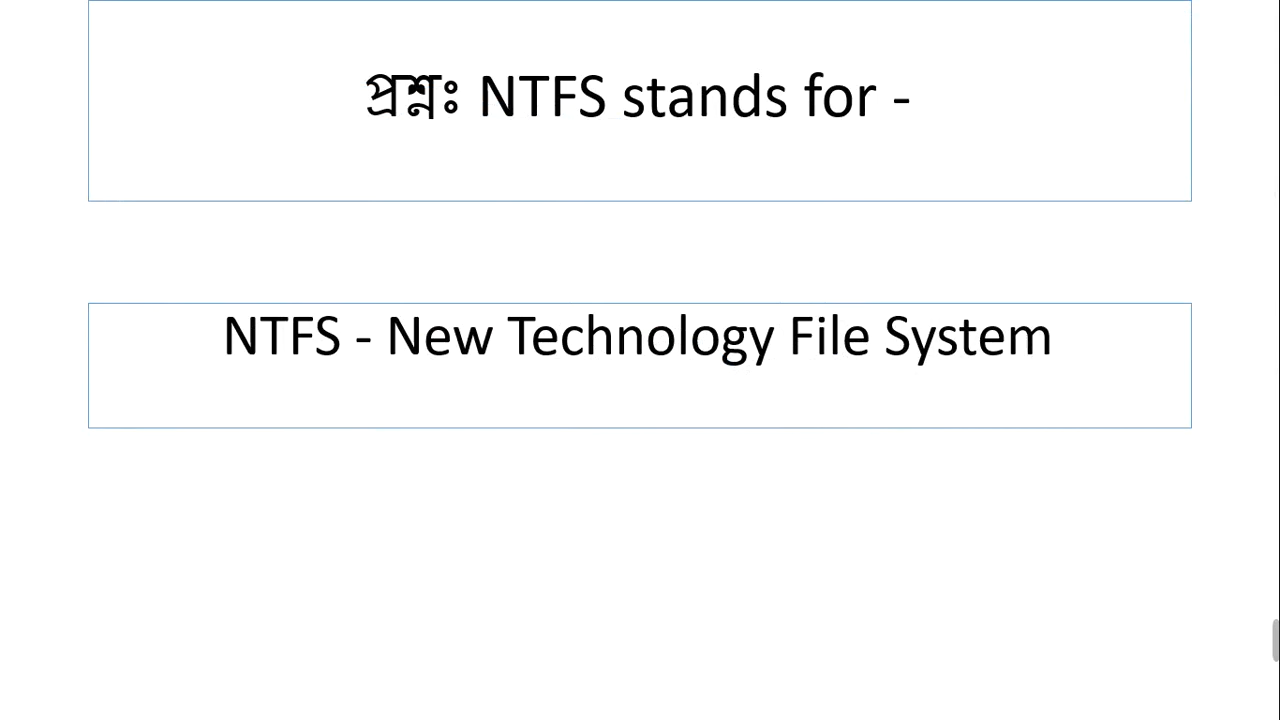 প্রশ্নঃ NTFS stands for -
NTFS - New Technology File System